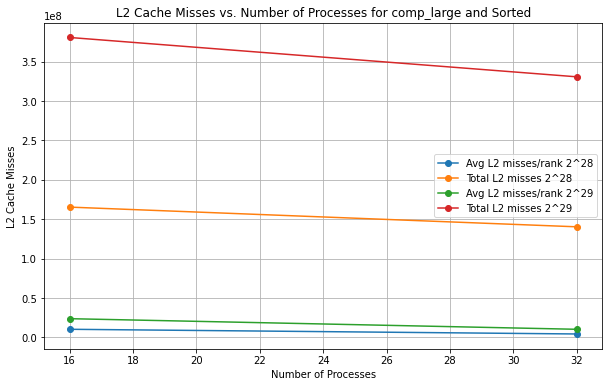 L2 Cache Misses vs. Number of Processes for comp_large and Sorted
1e8
3.5
3.0
2.5
2.0
1.5
1.0
0.5
0.0
L2 Cache Misses
Avg L2 misses/rank 2^28
Total L2 misses 2^28
Avg L2 misses/rank 2^29
Total L2 misses 2^29
16 18 20 22 24 26 28 30 32
Number of Processes